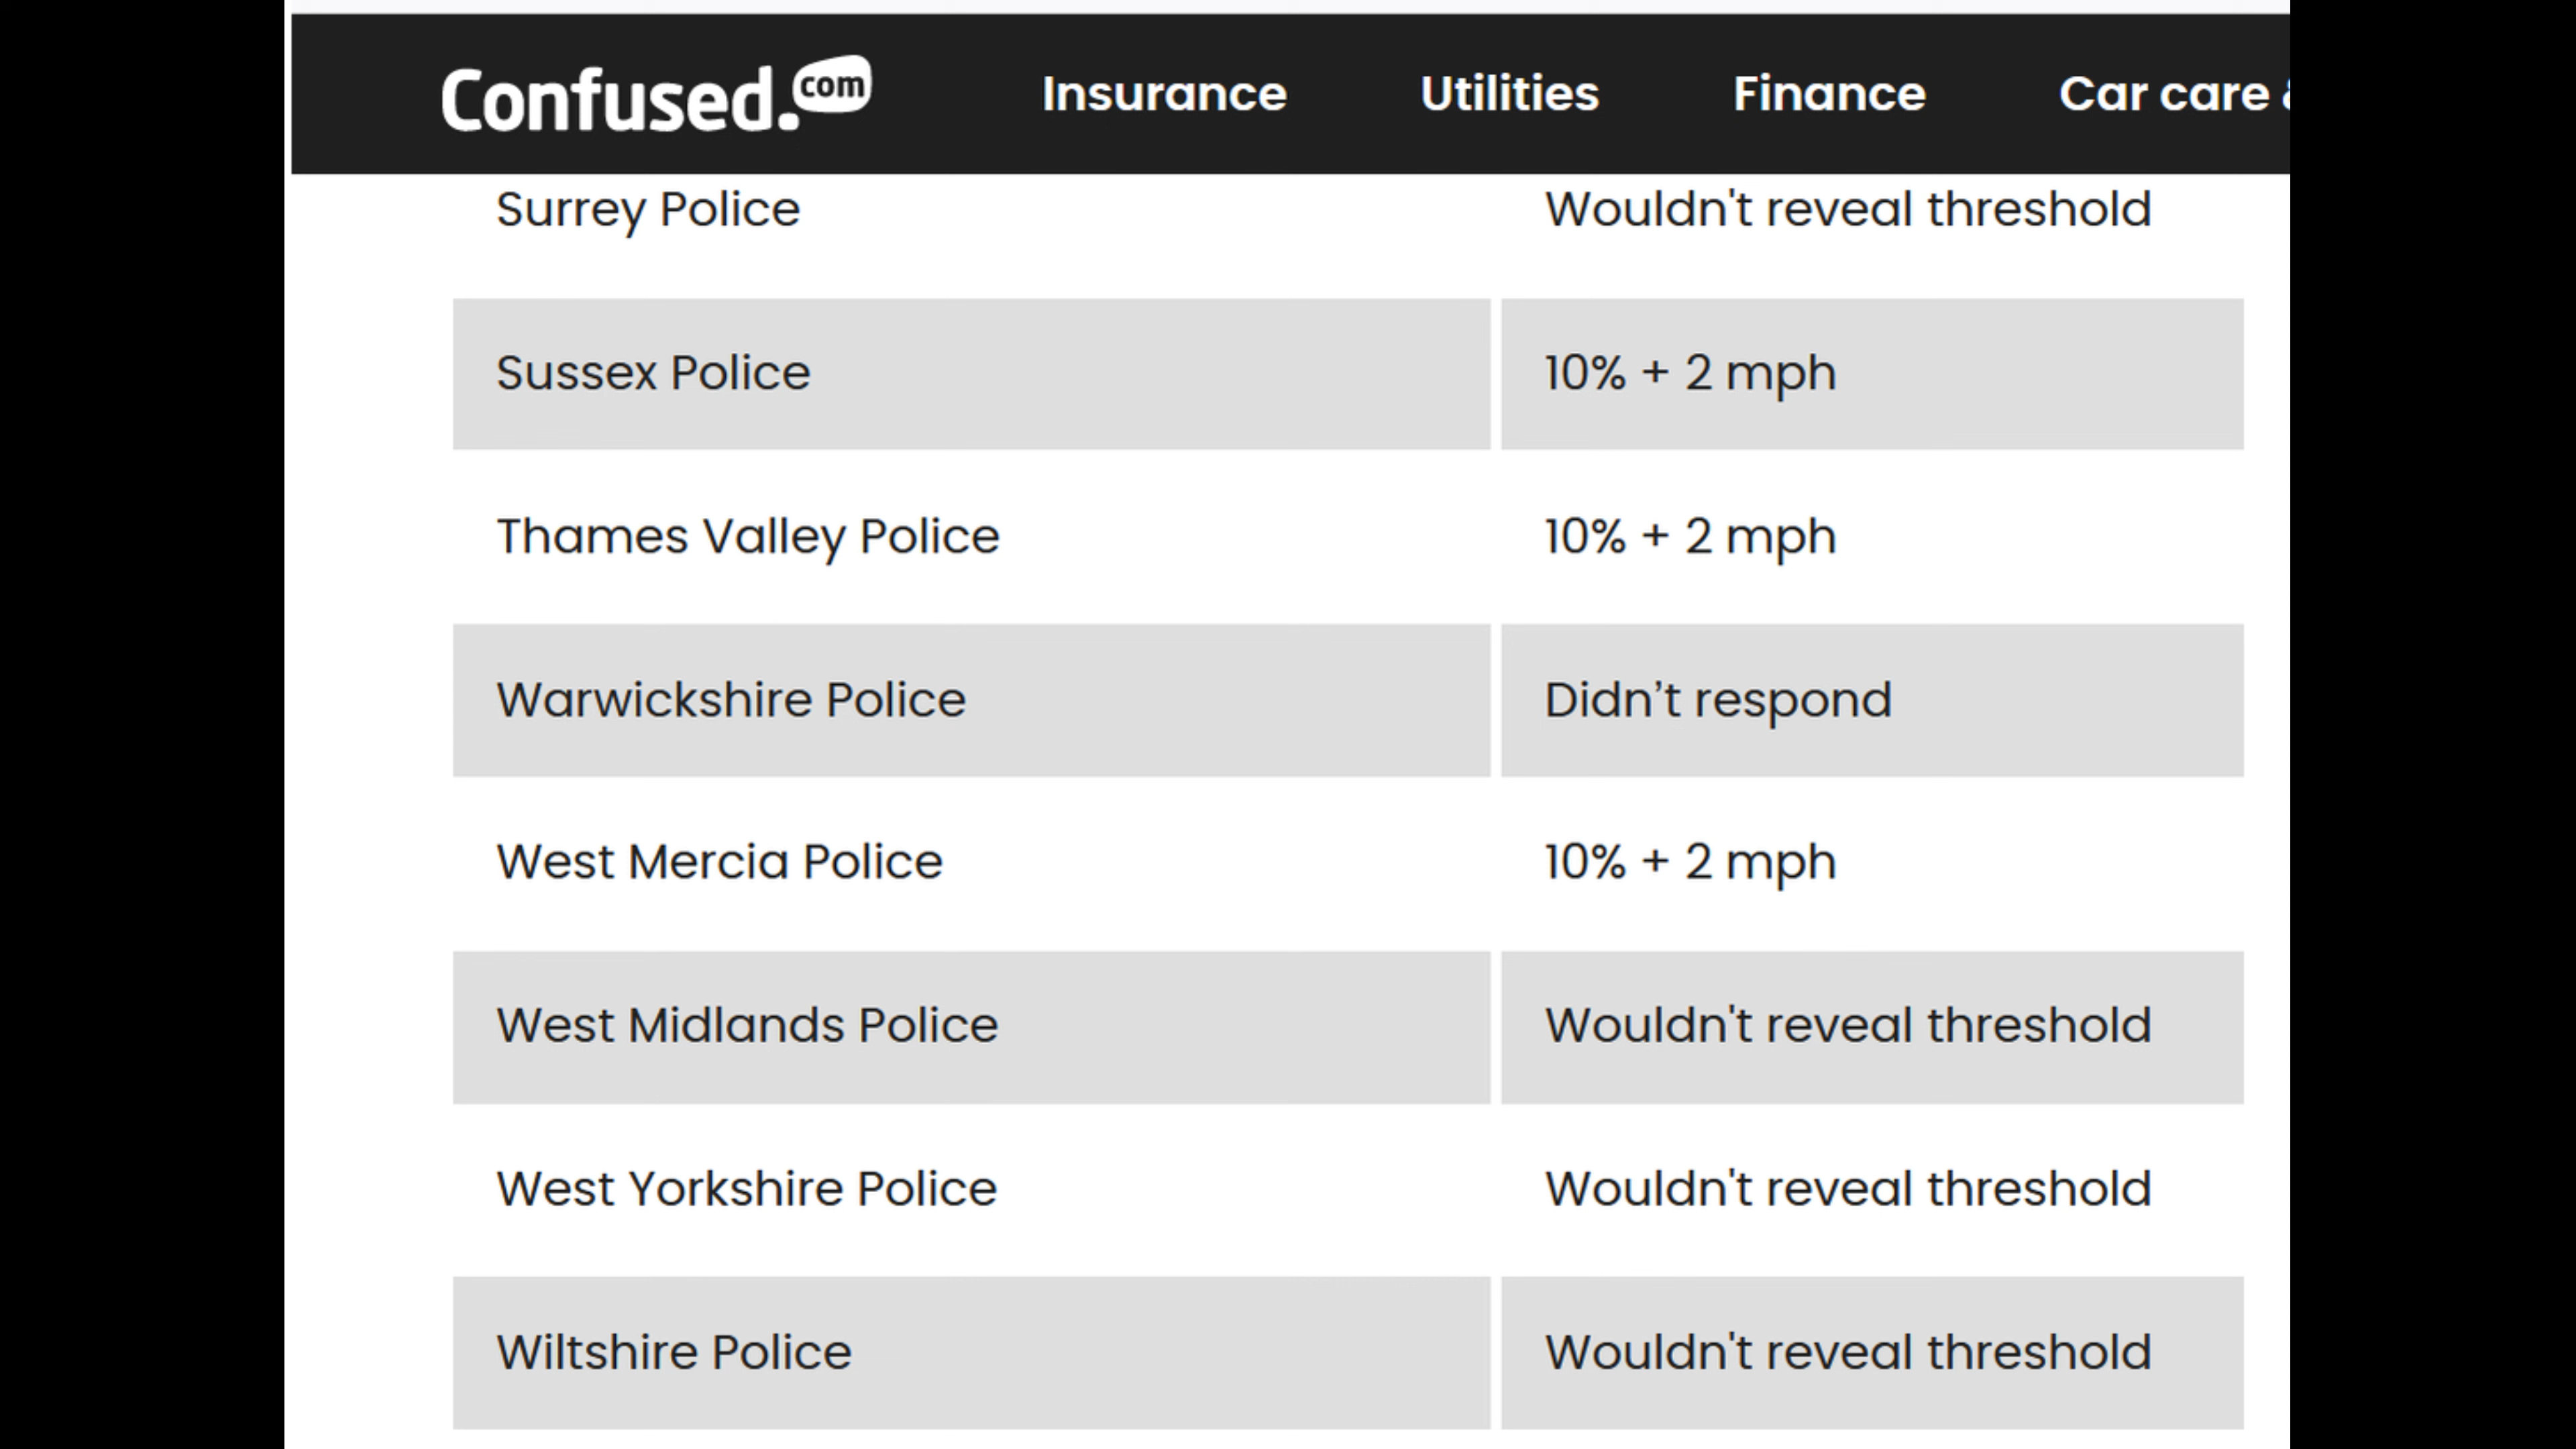 Confused.com Insurance Utilities Finance Car care &
Surrey Police Wouldn't reveal threshold
Sussex Police 10% + 2 mph
Thames Valley Police 10% + 2 mph
Warwickshire Police Didn’t respond
West Mercia Police 10% + 2 mph
West Midlands Police Wouldn't reveal threshold
West Yorkshire Police Wouldn't reveal threshold
Wiltshire Police Wouldn't reveal threshold